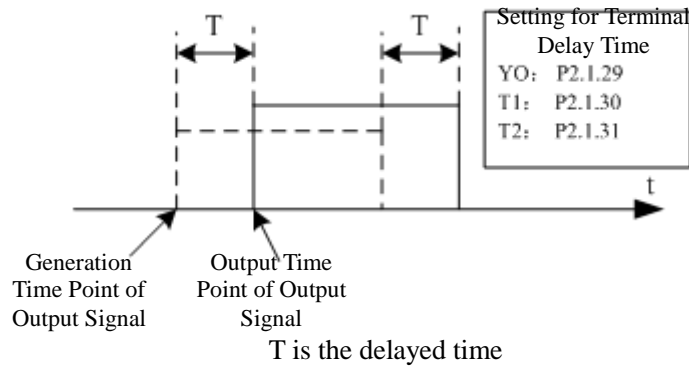 T
T
Setting for Terminal
Delay Time
YO: P2.1.29
T1: P2.1.30
T2: P2.1.31
t
Generation
Time Point of
Output Signal
Output Time
Point of Output
Signal
T is the delayed time